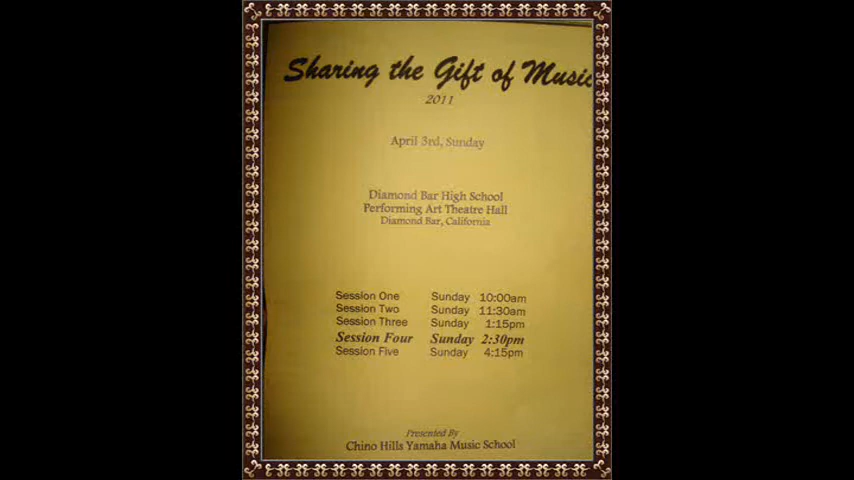 Sharing the Gift of Music
2011
April 3rd, Sunday
Diamond Bar High School
Performing Art Theatre Hall
Diamond Bar, California
Session One Sunday 10:00am
Session Two Sunday 11:30am
Session Three Sunday 1:15pm
Session Four Sunday 2:30pm
Session Five Sunday 4:15pm
Presented By
Chino Hills Yamaha Music School